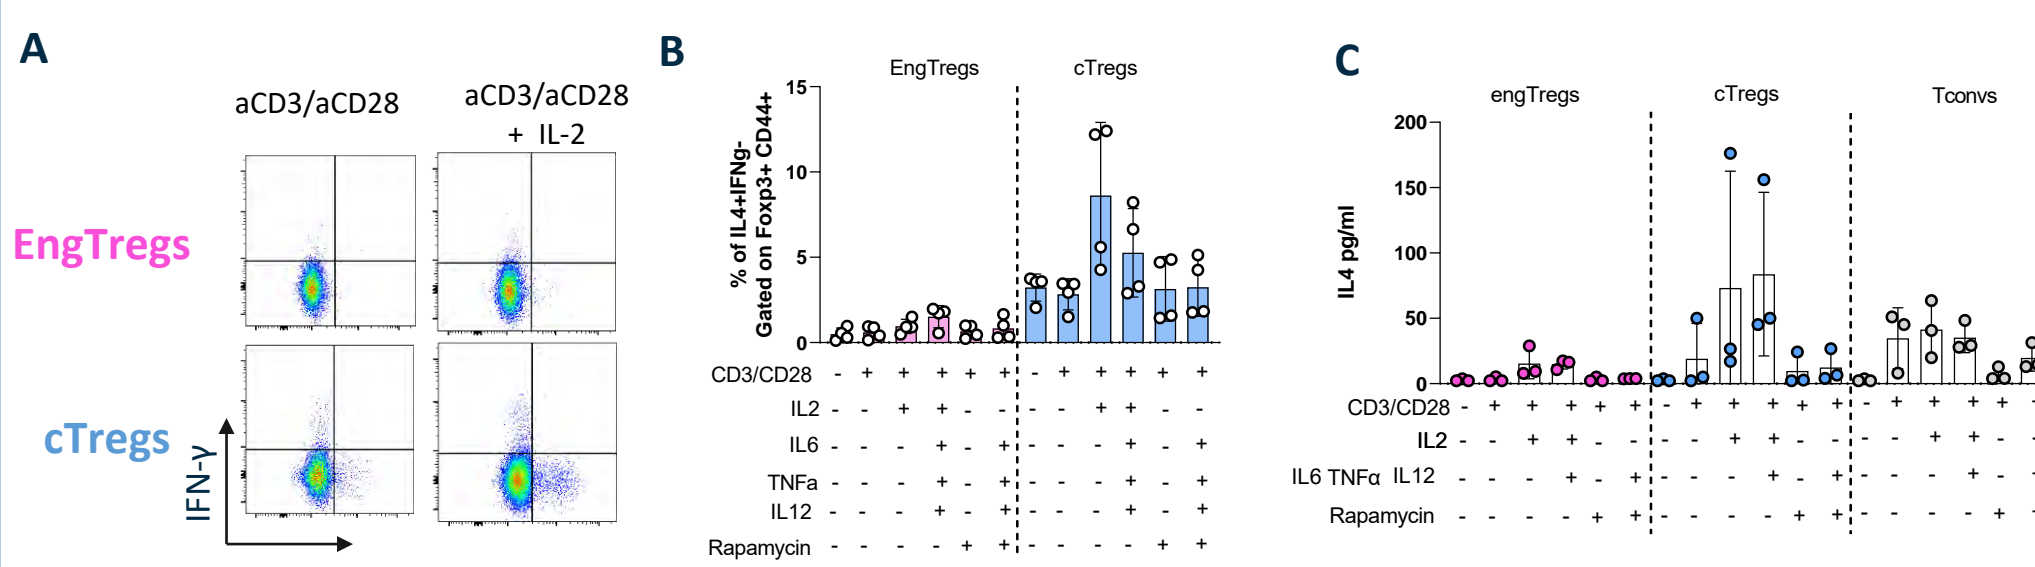 A
aCD3/aCD28
aCD3/aCD28
+ IL-2
EngTregs
cTregs
IFN-γ
B
EngTregs
cTregs
% of IL4+IFNg-
Gated on Foxp3+ CD44+
15
10
5
0
CD3/CD28 - + + + + + - + + + + +
IL2 - - + + - - - - + + - -
IL6 - - - + - + - - - + - +
TNFa - - - + - + - - - + - +
IL12 - - - + - + - - - + - +
Rapamycin - - - - + + - - - - + +
C
engTregs
cTregs
Tconvs
IL4 pg/ml
200
150
100
50
0
CD3/CD28 - + + + + + - + + + + + - + + + +
IL2 - - + + - - - - + + - - - - + + - -
IL6 TNFα IL12 - - - + - + - - - + - + - - - + -
Rapamycin - - - - + + - - - - + + - - - - +